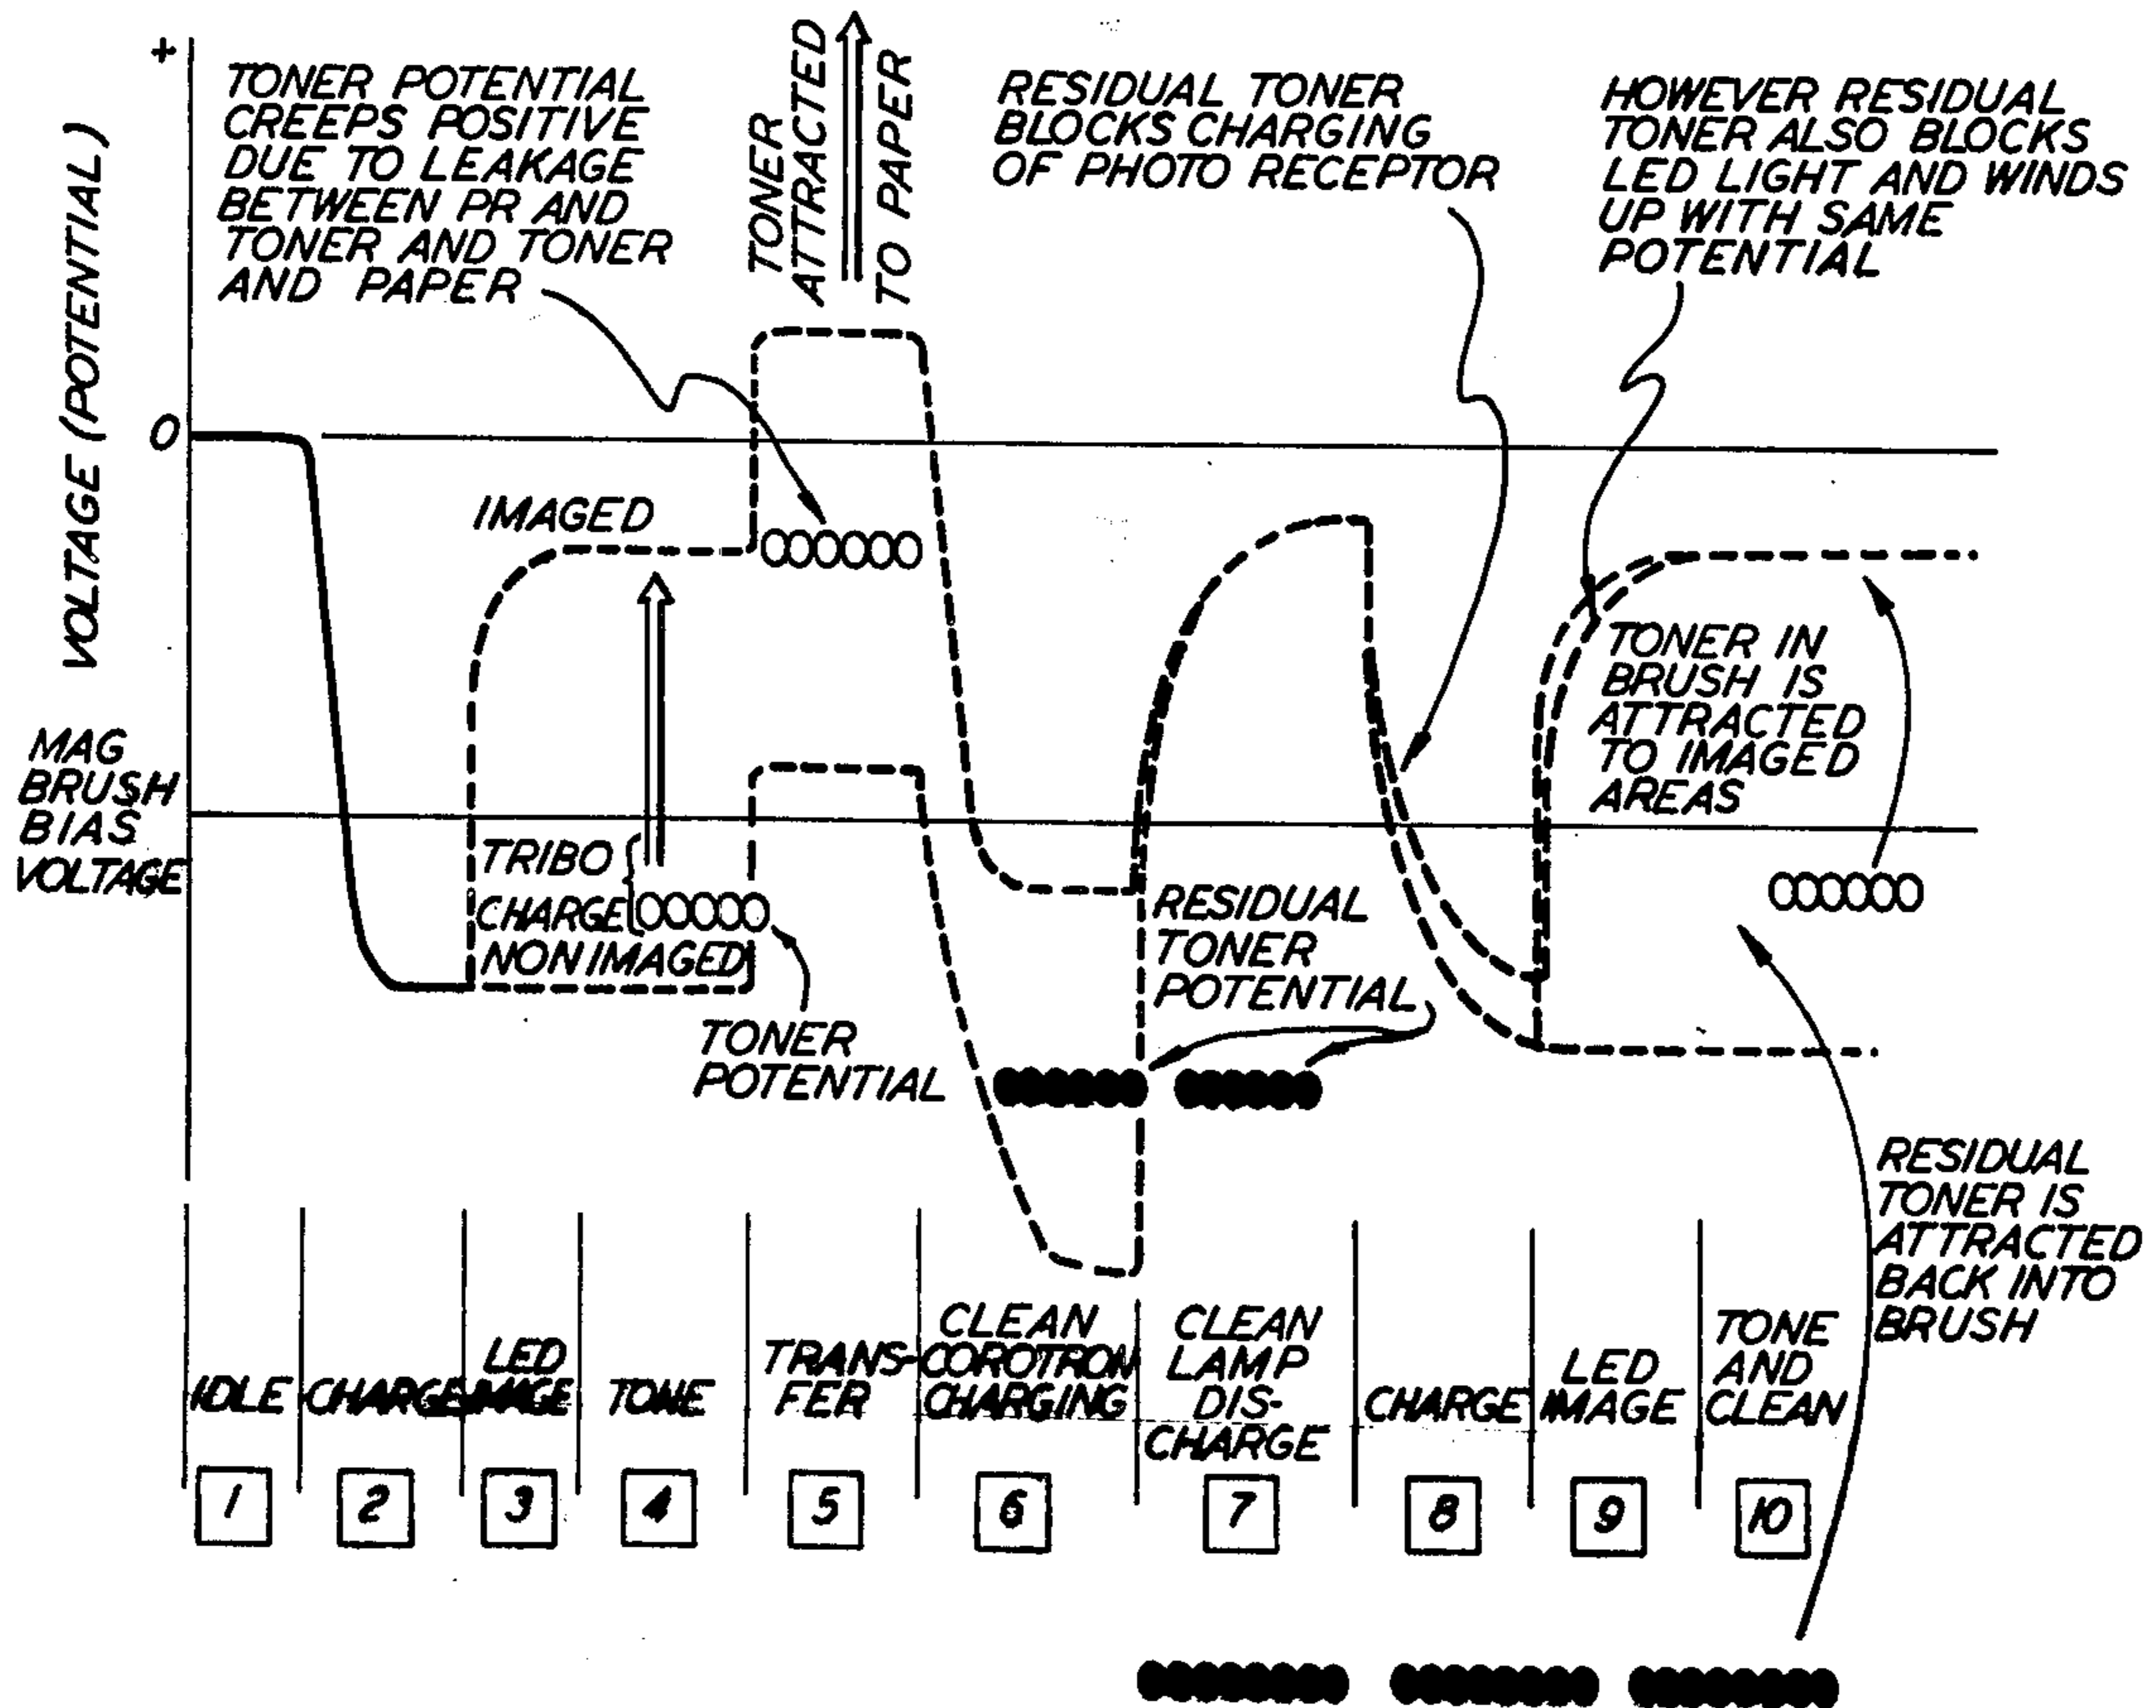 +
TONER POTENTIAL
CREEPS POSITIVE
DUE TO LEAKAGE
BETWEEN PR AND
TONER AND TONER
AND PAPER
TONER
ATTRACTED
TO PAPER
RESIDUAL TONER
BLOCKS CHARGING
OF PHOTO RECEPTOR
HOWEVER RESIDUAL
TONER ALSO BLOCKS
LED LIGHT AND WINDS
UP WITH SAME
POTENTIAL
VOLTAGE (POTENTIAL)
0
IMAGED
MAG
BRUSH
BIAS
VOLTAGE
TRIBO
CHARGE
NON IMAGED
TONER
POTENTIAL
RESIDUAL
TONER
POTENTIAL
TONER IN
BRUSH IS
ATTRACTED
TO IMAGED
AREAS
RESIDUAL
TONER IS
ATTRACTED
BACK INTO
BRUSH
IDLE
CHARGE
LED
IMAGE
TONE
TRANS-
FER
CLEAN
COROTRON
CHARGING
CLEAN
LAMP
DIS-
CHARGE
CHARGE
LED
IMAGE
TONE
AND
CLEAN
1 2 3 4 5 6 7 8 9 10